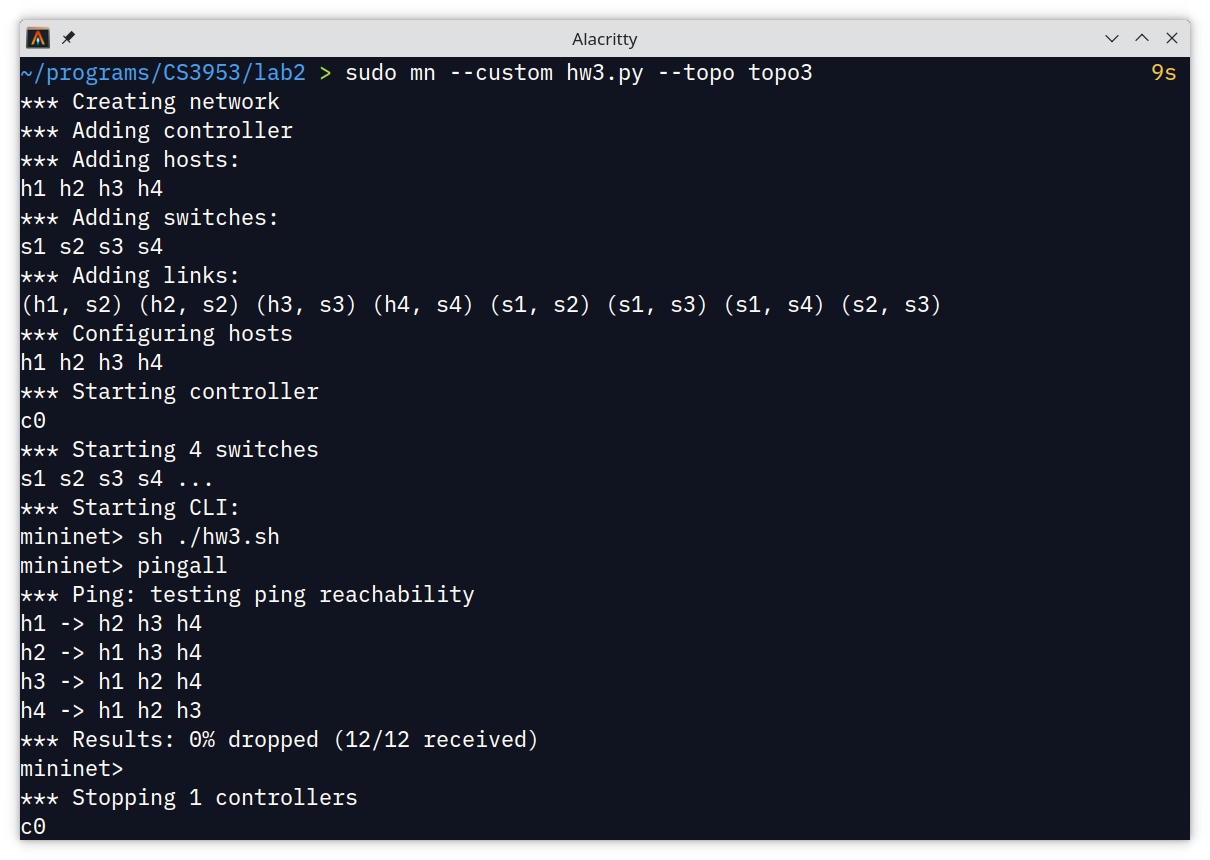 Alacritty
~/programs/CS3953/lab2 > sudo mn --custom hw3.py --topo topo3 9s
*** Creating network
*** Adding controller
*** Adding hosts:
h1 h2 h3 h4
*** Adding switches:
s1 s2 s3 s4
*** Adding links:
(h1, s2) (h2, s2) (h3, s3) (h4, s4) (s1, s2) (s1, s3) (s1, s4) (s2, s3)
*** Configuring hosts
h1 h2 h3 h4
*** Starting controller
c0
*** Starting 4 switches
s1 s2 s3 s4 ...
*** Starting CLI:
mininet> sh ./hw3.sh
mininet> pingall
*** Ping: testing ping reachability
h1 -> h2 h3 h4
h2 -> h1 h3 h4
h3 -> h1 h2 h4
h4 -> h1 h2 h3
*** Results: 0% dropped (12/12 received)
mininet>
*** Stopping 1 controllers
c0